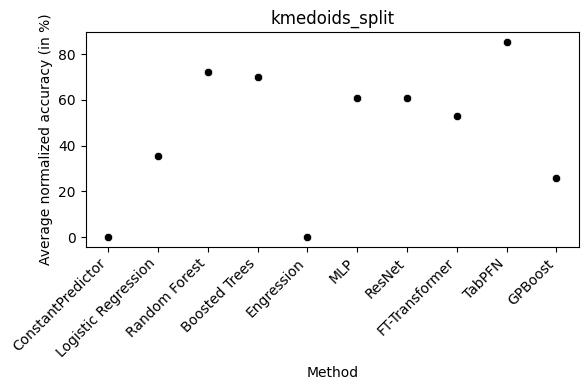 kmedoids_split
Average normalized accuracy (in %)
80
60
40
20
0
ConstantPredictor
Logistic Regression
Random Forest
Boosted Trees
Engression
MLP
ResNet
FT-Transformer
TabPFN
GPBoost
Method